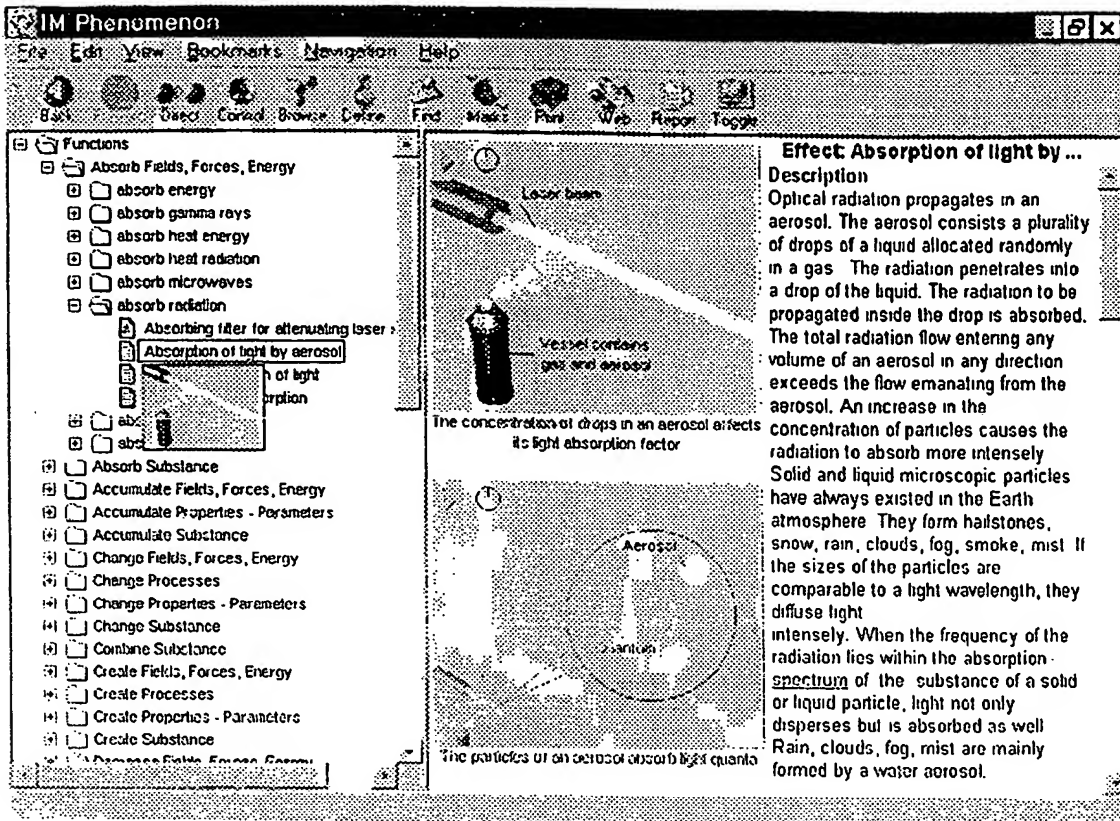 IM Phenomenon
File Edit View Bookmarks Navigation Help
Back Direct Control Browse Define Find Marks Print Web Report Toggle
Functions
Absorb Fields, Forces, Energy
absorb energy
absorb gamma rays
absorb heat energy
absorb heat radiation
absorb microwaves
absorb radiation
Absorbing filter for attenuating laser
Absorption of light by aerosol
n of light
orption
abs
abs
Absorb Substance
Accumulate Fields, Forces, Energy
Accumulate Properties - Parameters
Accumulate Substance
Change Fields, Forces, Energy
Change Processes
Change Properties - Parameters
Change Substance
Combine Substance
Create Fields, Forces, Energy
Create Processes
Create Properties - Parameters
Create Substance
Laser beam
Vessel contains
gas and aerosol
The concentration of drops in an aerosol affects
its light absorption factor
Aerosol
Quantum
The particles of an aerosol absorb light quanta
Effect: Absorption of light by ...
Description
Optical radiation propagates in an
aerosol. The aerosol consists a plurality
of drops of a liquid allocated randomly
in a gas The radiation penetrates into
a drop of the liquid. The radiation to be
propagated inside the drop is absorbed.
The total radiation flow entering any
volume of an aerosol in any direction
exceeds the flow emanating from the
aerosol. An increase in the
concentration of particles causes the
radiation to absorb more intensely
Solid and liquid microscopic particles
have always existed in the Earth
atmosphere They form hailstones,
snow, rain, clouds, fog, smoke, mist If
the sizes of the particles are
comparable to a light wavelength, they
diffuse light
intensely. When the frequency of the
radiation lies within the absorption
spectrum of the substance of a solid
or liquid particle, light not only
disperses but is absorbed as well
Rain, clouds, fog, mist are mainly
formed by a water aerosol.